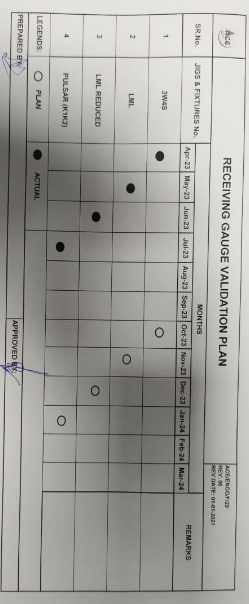 ACE
RECEIVING GAUGE VALIDATION PLAN
ACE/ENGG/F/20
REV. 00
REV DATE: 01-01-2021
SR.No. JIGS & FIXTURES No. MONTHS REMARKS
Apr-23 May-23 Jun-23 Jul-23 Aug-23 Sep-23 Oct-23 Nov-23 Dec-23 Jan-24 Feb-24 Mar-24
1 3W4S
2 LML
3 LML REDUCED
4 PULSAR (K1K2)
LEGENDS: PLAN ACTUAL
PREPARED BY: APPROVED BY: